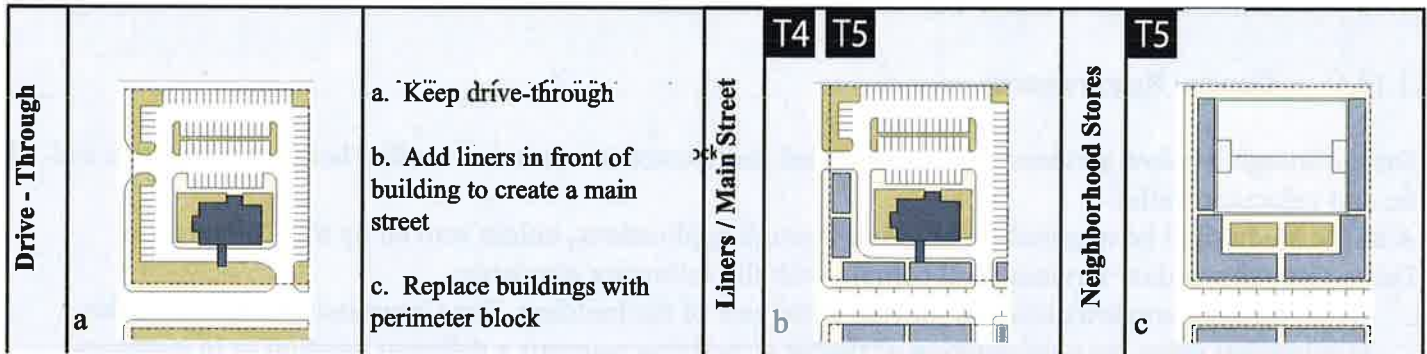 Drive - Through
a
a. Keep drive-through
b. Add liners in front of
building to create a main
street
c. Replace buildings with
perimeter block
Liners/ Main Street
T4 T5
b
Neighborhood Stores
T5
c